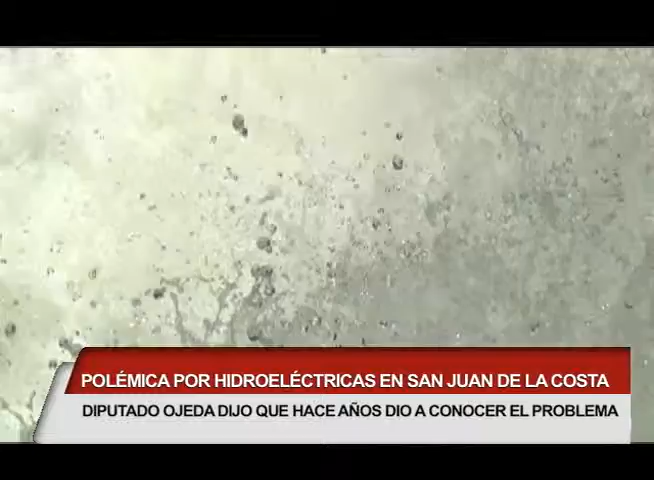 POLÉMICA POR HIDROELÉCTRICAS EN SAN JUAN DE LA COSTA
DIPUTADO OJEDA DIJO QUE HACE AÑOS DIO A CONOCER EL PROBLEMA